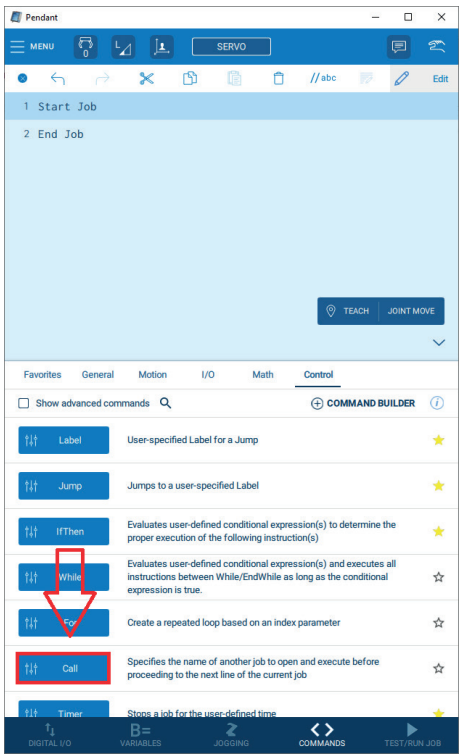 Pendant
MENU
0
SERVO
//abc
Edit
1 Start Job
2 End Job
TEACH
JOINT MOVE
Favorites General Motion I/O Math Control
Show advanced commands
COMMAND BUILDER
i
Label
User-specified Label for a Jump
Jump
Jumps to a user-specified Label
IfThen
Evaluates user-defined conditional expression(s) to determine the
proper execution of the following instruction(s)
While
Evaluates user-defined conditional expression(s) and executes all
instructions between While/EndWhile as long as the conditional
expression is true.
For
Create a repeated loop based on an index parameter
Call
Specifies the name of another job to open and execute before
proceeding to the next line of the current job
Timer
Stops a job for the user-defined time
B=
DIGITAL I/O VARIABLES JOGGING COMMANDS TEST/RUN JOB